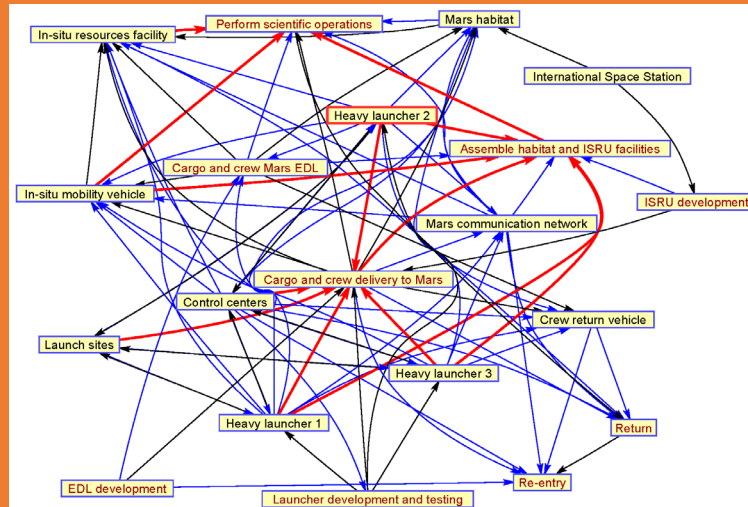 Perform scientific operations
Mars habitat
In-situ resources facility
International Space Station
Heavy launcher 2
Assemble habitat and ISRU facilities
Cargo and crew Mars EDL
In-situ mobility vehicle
ISRU development
Mars communication network
Cargo and crew delivery to Mars
Control centers
Crew return vehicle
Launch sites
Heavy launcher 3
Heavy launcher 1
Return
EDL development
Re-entry
Launcher development and testing